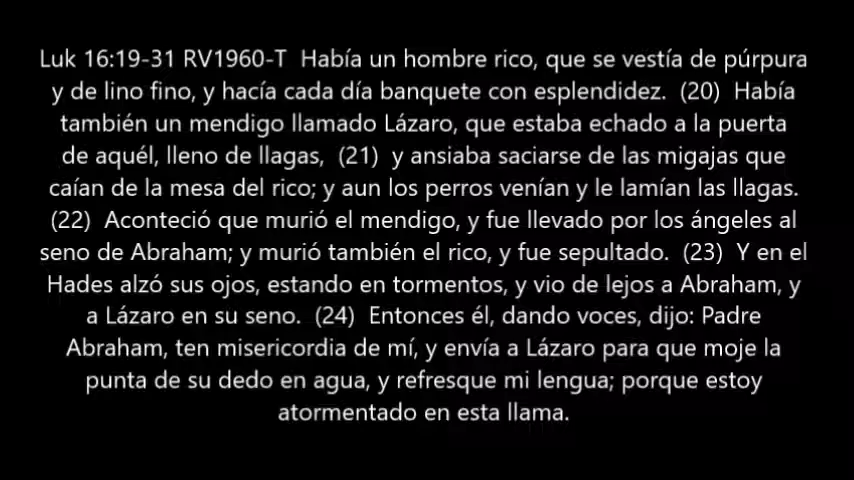 Luk 16:19-31 RV1960-T  Había un hombre rico, que se vestía de púrpura
y de lino fino, y hacía cada día banquete con esplendidez.  (20)  Había
también un mendigo llamado Lázaro, que estaba echado a la puerta
de aquél, lleno de llagas,  (21)  y ansiaba saciarse de las migajas que
caían de la mesa del rico; y aun los perros venían y le lamían las llagas.
(22)  Aconteció que murió el mendigo, y fue llevado por los ángeles al
seno de Abraham; y murió también el rico, y fue sepultado.  (23)  Y en el
Hades alzó sus ojos, estando en tormentos, y vio de lejos a Abraham, y
a Lázaro en su seno.  (24)  Entonces él, dando voces, dijo: Padre
Abraham, ten misericordia de mí, y envía a Lázaro para que moje la
punta de su dedo en agua, y refresque mi lengua; porque estoy
atormentado en esta llama.